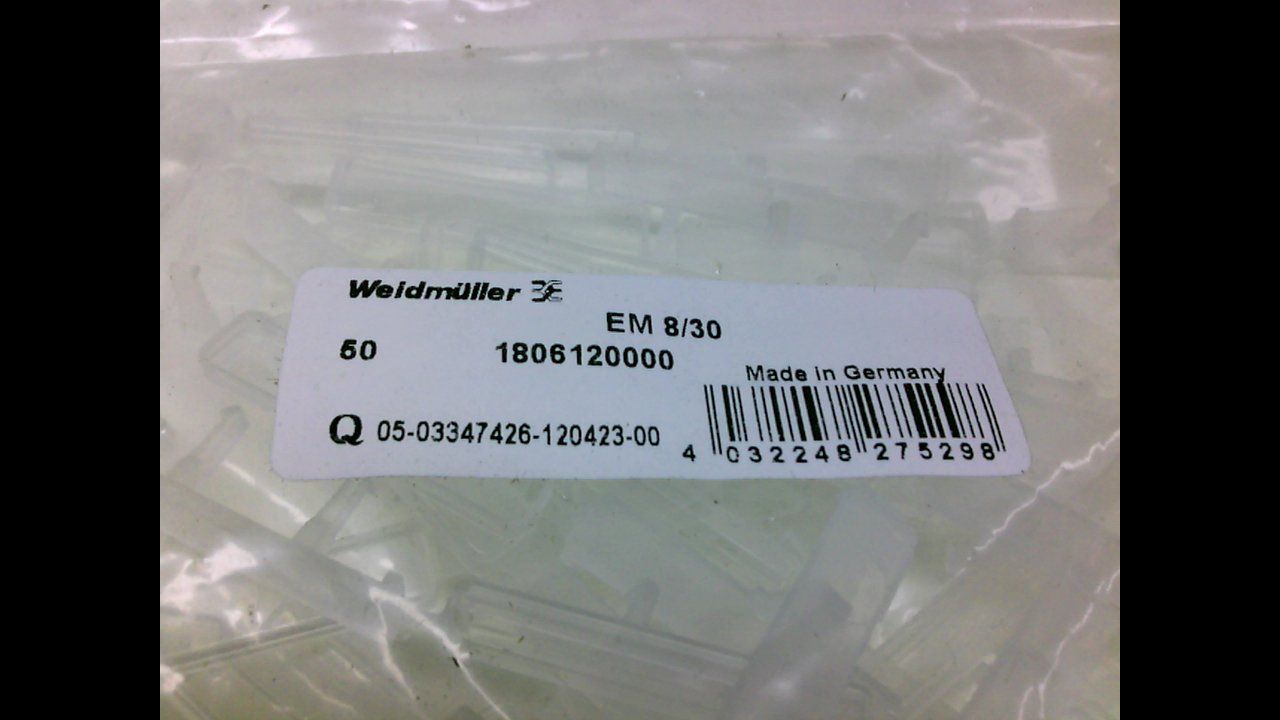 Weidmüller
EM 8/30
50 1806120000
Made in Germany
Q 05-03347426-120423-00
4 032248 275298